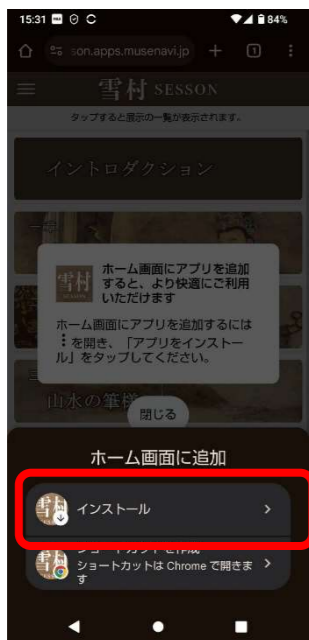 15:31 84%
son.apps.musenavi.jp 1
雪村 SESSON
タップすると展示の一覧が表示されます。
イントロダクション
雪村
SESSON
ホーム画面にアプリを追加
すると、より快適にご利用
いただけます
ホーム画面にアプリを追加するには
を開き、「アプリをインストー
ル」をタップしてください。
山水の筆様
閉じる
ホーム画面に追加
インストール
ショートカットを作成
ショートカットは Chrome で開きま
す